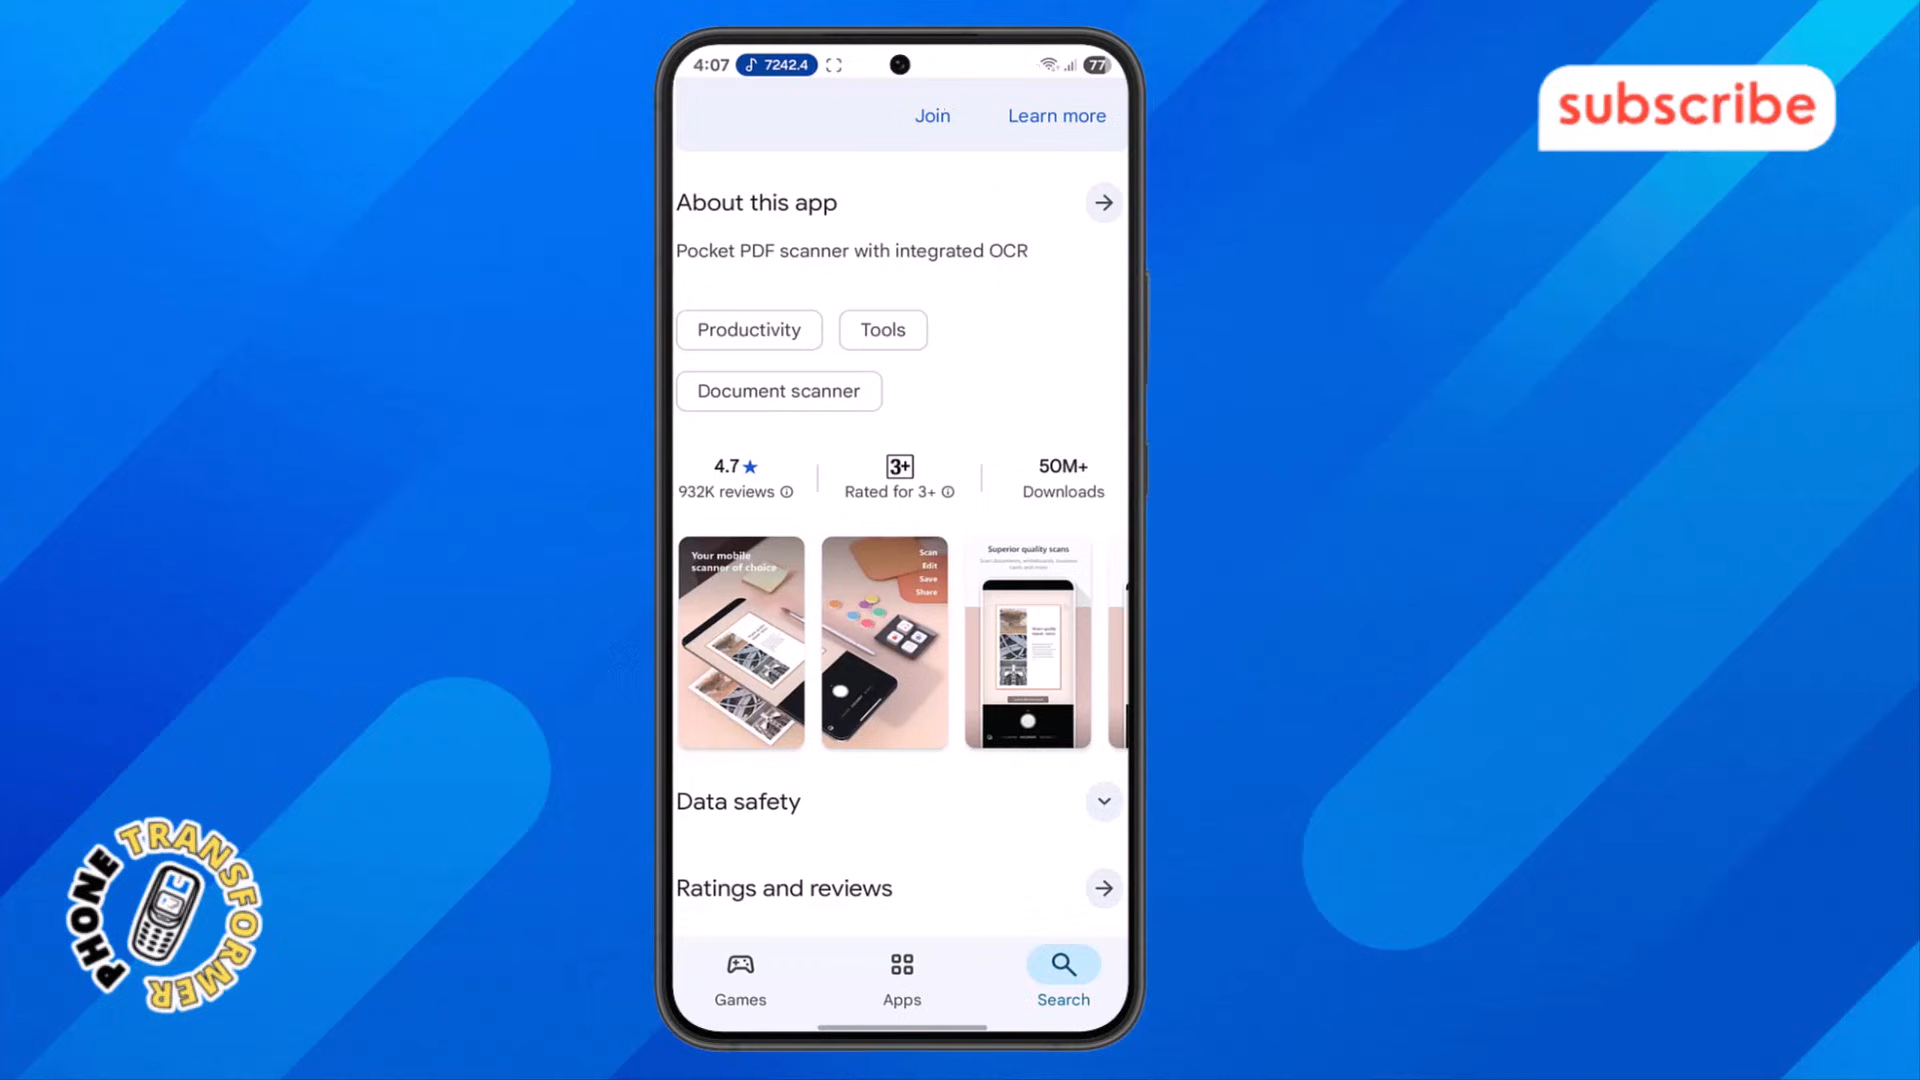 subscribe
4:07 7242.4 77
Join Learn more
About this app
Pocket PDF scanner with integrated OCR
Productivity Tools
Document scanner
4.7★ 3+ 50M+
932K reviews Rated for 3+ Downloads
Your mobile
scanner of choice
Scan
Edit
Save
Share
Superior quality scans
Data safety
Ratings and reviews
Games Apps Search
PHONE TRANSFORMER